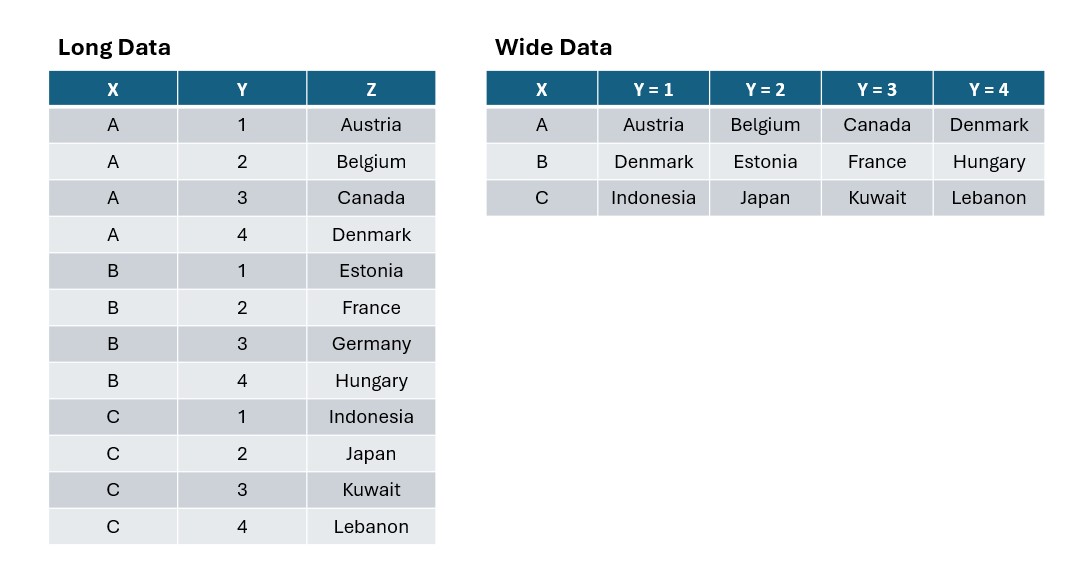 Long Data
X Y Z
A 1 Austria
A 2 Belgium
A 3 Canada
A 4 Denmark
B 1 Estonia
B 2 France
B 3 Germany
B 4 Hungary
C 1 Indonesia
C 2 Japan
C 3 Kuwait
C 4 Lebanon
Wide Data
X Y = 1 Y = 2 Y = 3 Y = 4
A Austria Belgium Canada Denmark
B Denmark Estonia France Hungary
C Indonesia Japan Kuwait Lebanon